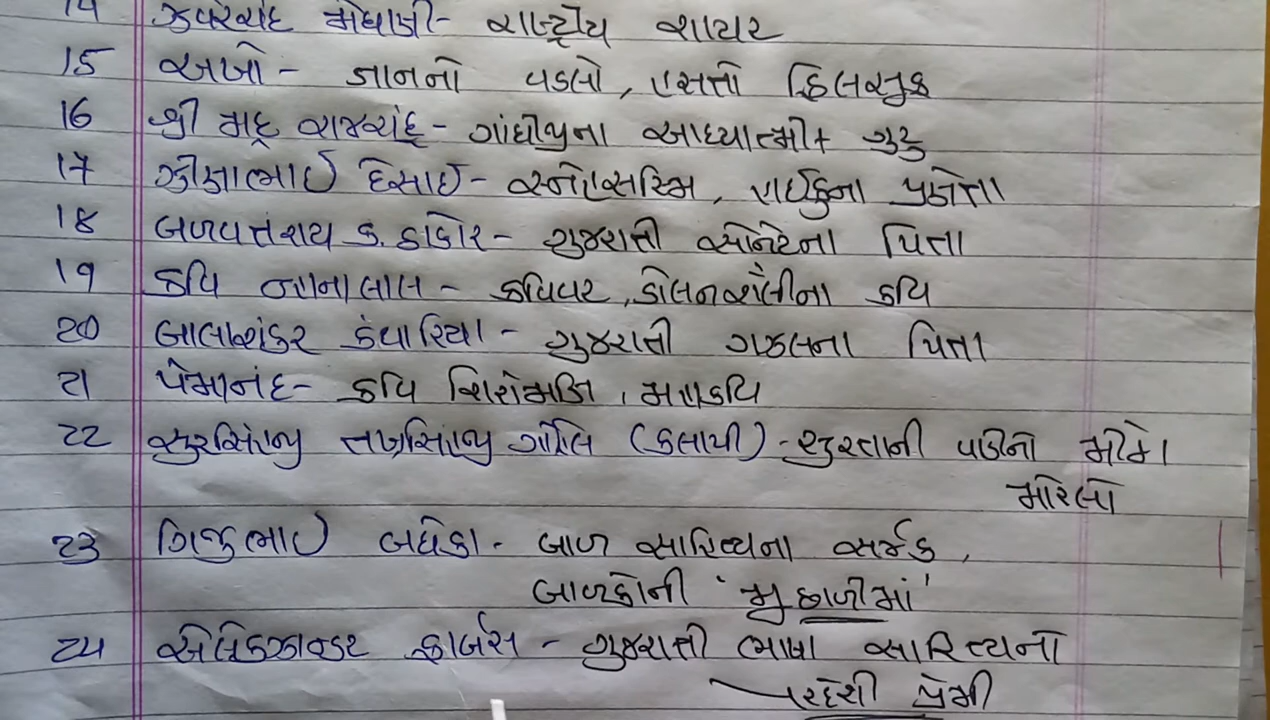 14 ઝવેરચંદ મેઘાણી - રાષ્ટ્રીય શાયર
15 અખો - જ્ઞાનનો વડલો, હસતો ફિલસુફ
16 શ્રીમદ્ રાજચંદ્ર - ગાંધીજીના આધ્યાત્મીક ગુરુ
17 ઝીણાભાઈ દેસાઈ - સ્નેહરશ્મિ, હાઈકુના પ્રણેતા
18 બળવંતરાય ક. ઠાકોર - ગુજરાતી સોનેટના પિતા
19 કવિ ન્હાનાલાલ - કવિવર, ડોલનશૈલીના કવિ
20 બાલાશંકર કંથારિયા - ગુજરાતી ગઝલના પિતા
21 પ્રેમાનંદ - કવિ શિરોમણિ, મહાકવિ
22 સુરસિંહજી તખ્તસિંહજી ગોહિલ (કલાપી) - સુરતાની વાડીનો મીઠો
મોરલો
23 ગિજુભાઈ બધેકા - બાળ સાહિત્યના સર્જક,
બાળકોની 'મુછાળીમાં'
24 એલેકઝાન્ડર ફાર્બસ - ગુજરાતી ભાષા સાહિત્યનો
પરદેશી પ્રેમી